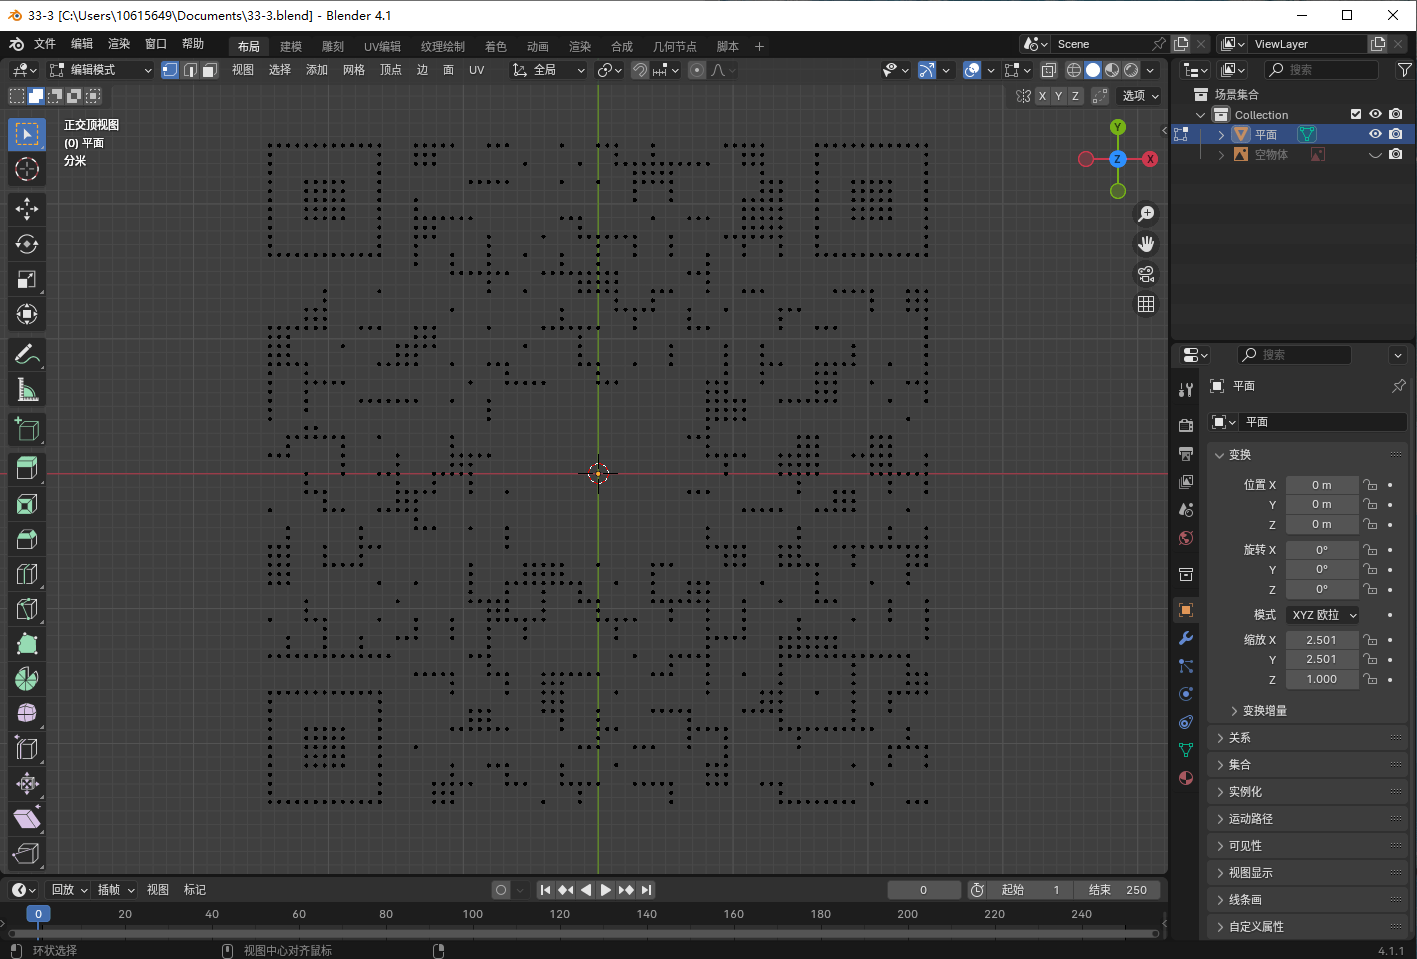 33-3 [C:\Users\10615649\Documents\33-3.blend] - Blender 4.1
文件 编辑 渲染 窗口 帮助 布局 建模 雕刻 UV编辑 纹理绘制 着色 动画 渲染 合成 几何节点 脚本 + Scene ViewLayer
编辑模式 视图 选择 添加 网格 顶点 边 面 UV 全局 搜索
X Y Z 选项
场景集合
Collection
平面
空物体
正交顶视图
(0) 平面
分米
Y
Z X
搜索
平面
平面
变换
位置 X 0 m
Y 0 m
Z 0 m
旋转 X 0°
Y 0°
Z 0°
模式 XYZ 欧拉
缩放 X 2.501
Y 2.501
Z 1.000
变换增量
关系
集合
实例化
运动路径
可见性
视图显示
线条画
自定义属性
回放 插帧 视图 标记 0 起始 1 结束 250
0 20 40 60 80 100 120 140 160 180 200 220 240
环状选择 视图中心对齐鼠标 4.1.1